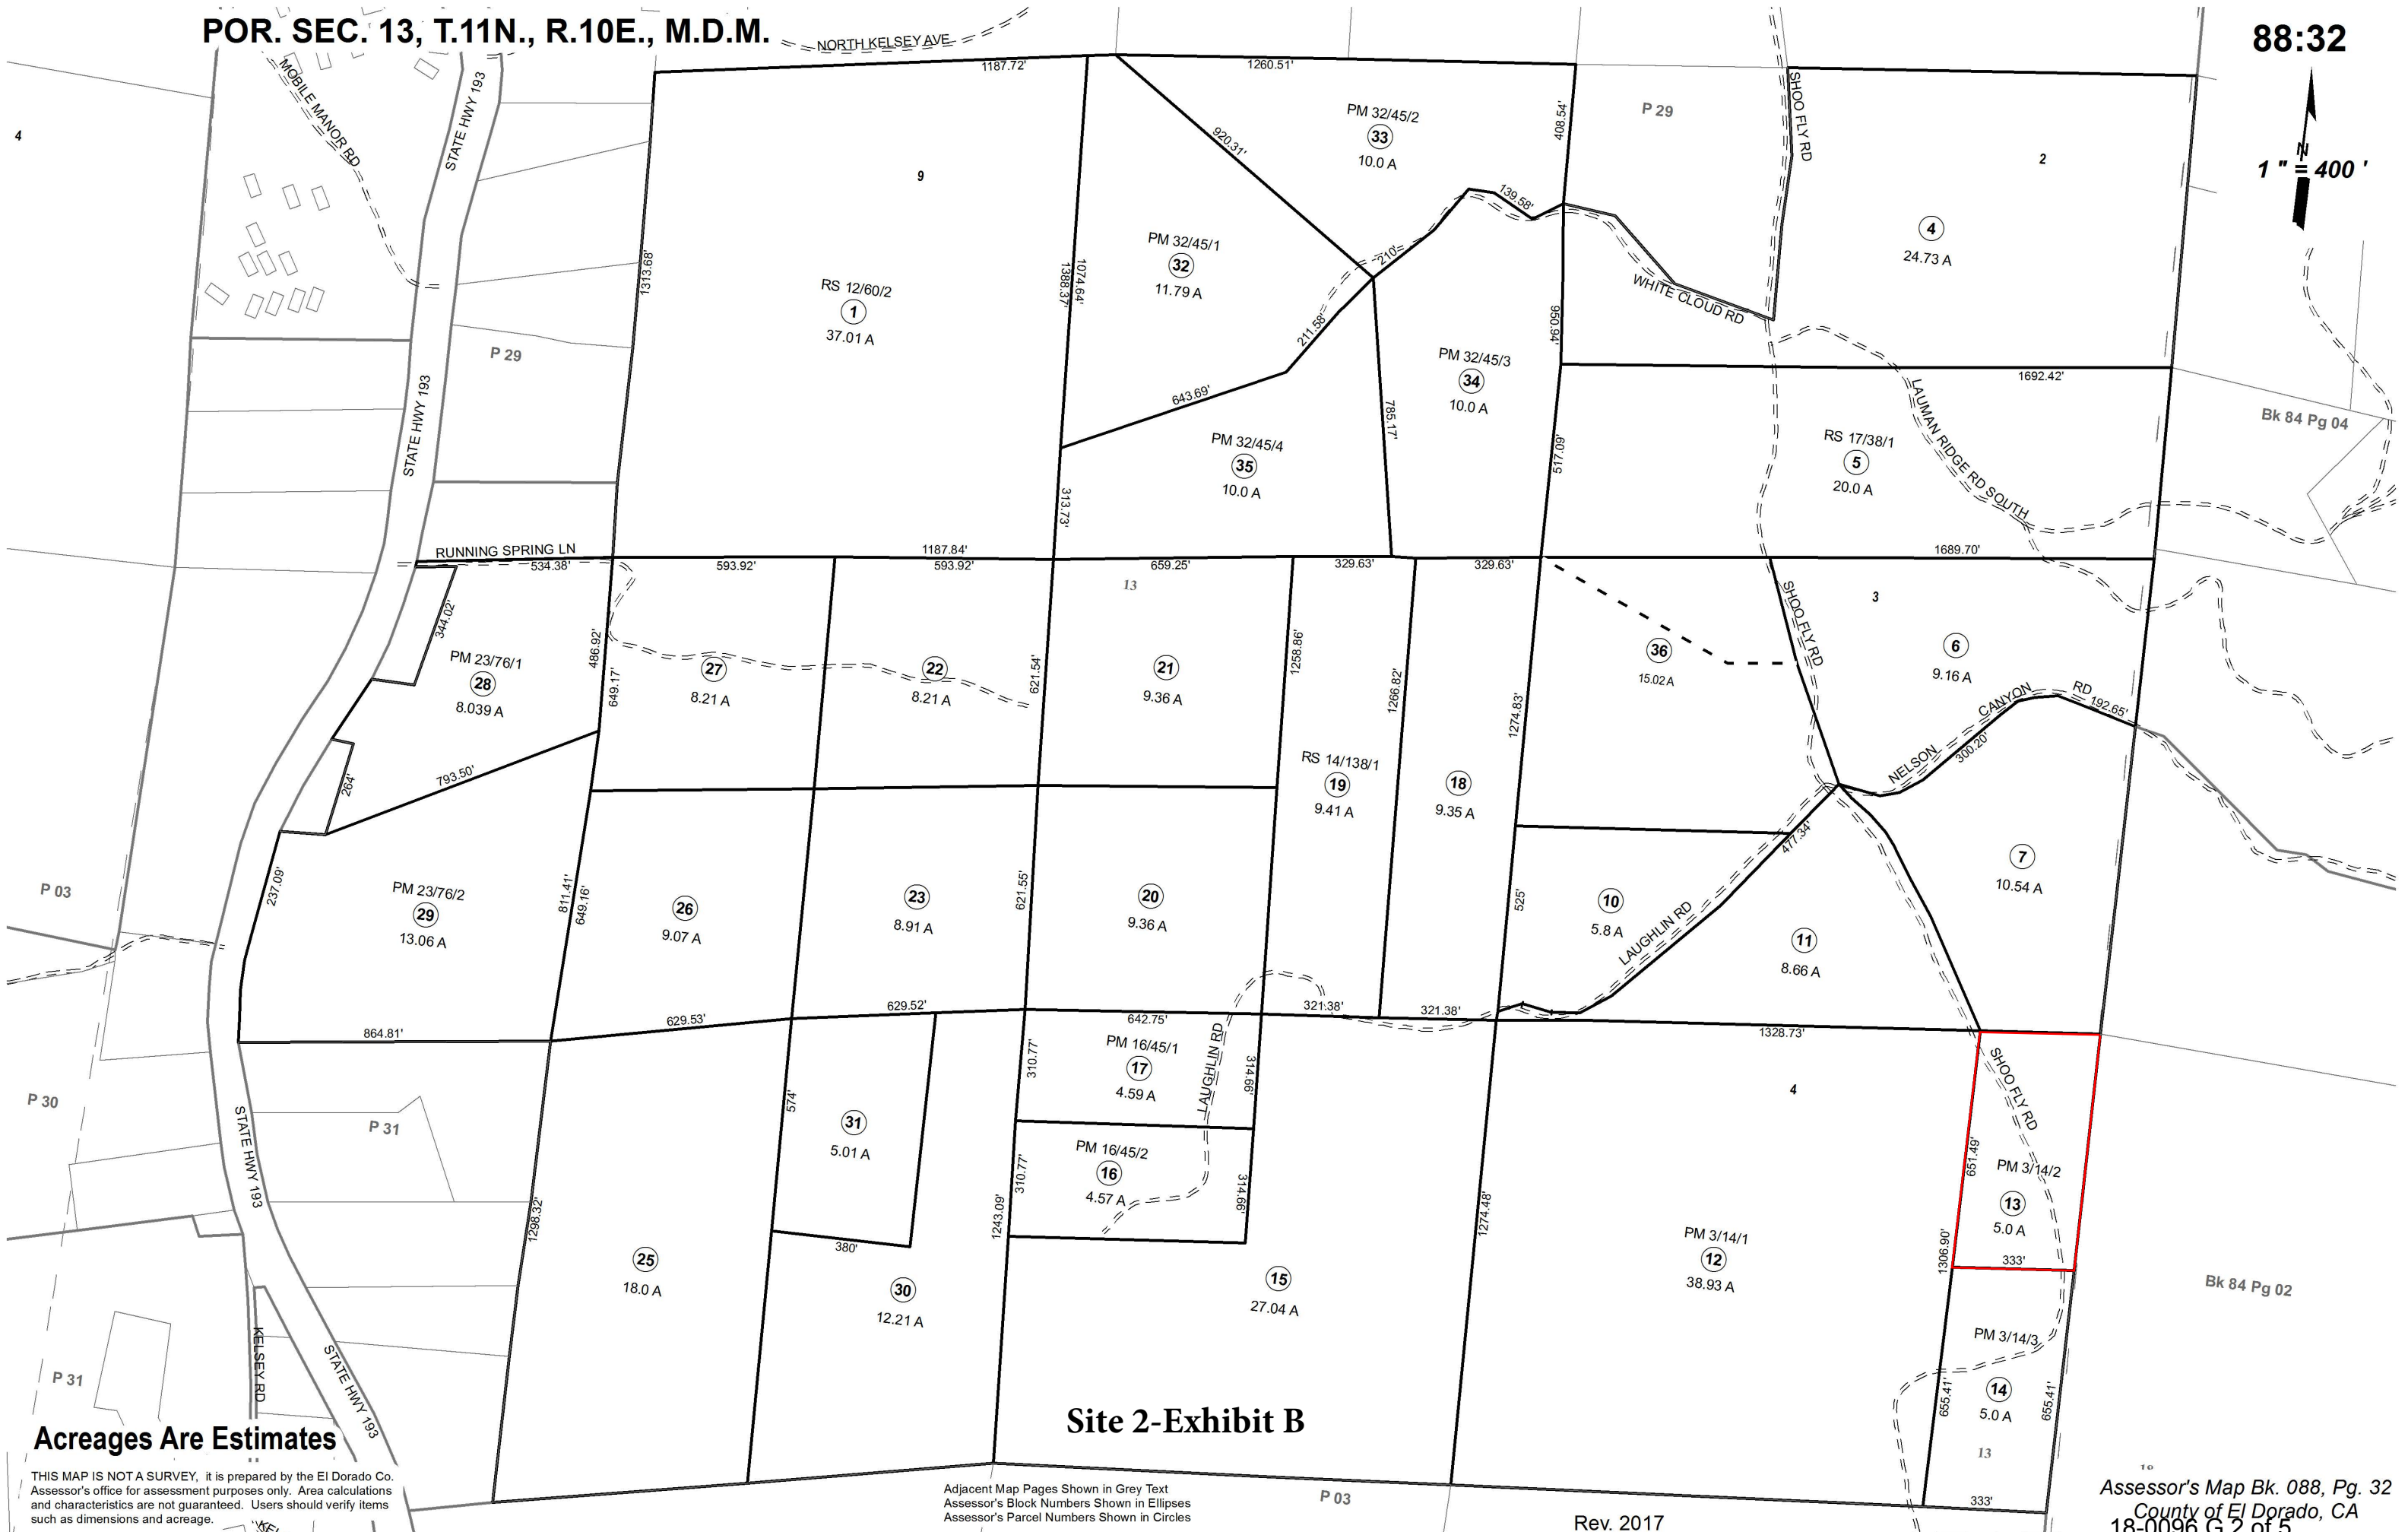 POR. SEC. 13, T.11N., R.10E., M.D.M.
88:32
N
1 " = 400 '
NORTH KELSEY AVE
MOBILE MANOR RD
STATE HWY 193
1187.72'
1260.51'
408.54'
P 29
SHOO FLY RD
2
4
9
PM 32/45/2
33
10.0 A
920.31'
139.58'
210'
4
24.73 A
WHITE CLOUD RD
PM 32/45/1
32
11.79 A
1313.68'
RS 12/60/2
1
37.01 A
1074.64'
1388.37'
211.58'
950.94'
P 29
STATE HWY 193
643.69'
785.17'
PM 32/45/3
34
10.0 A
1692.42'
LAUMAN RIDGE RD SOUTH
Bk 84 Pg 04
PM 32/45/4
35
10.0 A
517.09'
RS 17/38/1
5
20.0 A
313.73'
RUNNING SPRING LN
534.38'
1187.84'
593.92'
593.92'
659.25'
329.63'
329.63'
1689.70'
13
3
344.02'
PM 23/76/1
28
8.039 A
486.92'
649.17'
27
8.21 A
22
8.21 A
621.54'
21
9.36 A
1258.86'
1266.82'
1274.83'
36
15.02 A
SHOO FLY RD
6
9.16 A
NELSON
CANYON
RD
192.65'
300.20'
264'
793.50'
RS 14/138/1
19
9.41 A
18
9.35 A
477.34'
7
10.54 A
P 03
237.09'
PM 23/76/2
29
13.06 A
811.41'
649.16'
26
9.07 A
23
8.91 A
621.55'
20
9.36 A
525'
10
5.8 A
LAUGHLIN RD
11
8.66 A
864.81'
629.53'
629.52'
642.75'
321.38'
321.38'
1328.73'
P 30
P 31
STATE HWY 193
574'
31
5.01 A
380'
310.77'
PM 16/45/1
17
4.59 A
LAUGHLIN RD
314.66'
4
SHOO FLY RD
651.49'
PM 3/14/2
13
5.0 A
333'
310.77'
PM 16/45/2
16
4.57 A
314.66'
1298.32'
25
18.0 A
1243.09'
30
12.21 A
15
27.04 A
1274.48'
PM 3/14/1
12
38.93 A
1306.90'
Bk 84 Pg 02
KELSEY RD
STATE HWY 193
P 31
PM 3/14/3
14
5.0 A
655.41'
655.41'
13
333'
Site 2-Exhibit B
Acreages Are Estimates
THIS MAP IS NOT A SURVEY, it is prepared by the El Dorado Co.
Assessor's office for assessment purposes only. Area calculations
and characteristics are not guaranteed. Users should verify items
such as dimensions and acreage.
Adjacent Map Pages Shown in Grey Text
Assessor's Block Numbers Shown in Ellipses
Assessor's Parcel Numbers Shown in Circles
P 03
Rev. 2017
Assessor's Map Bk. 088, Pg. 32
County of El Dorado, CA
18-0096 G 2 of 5